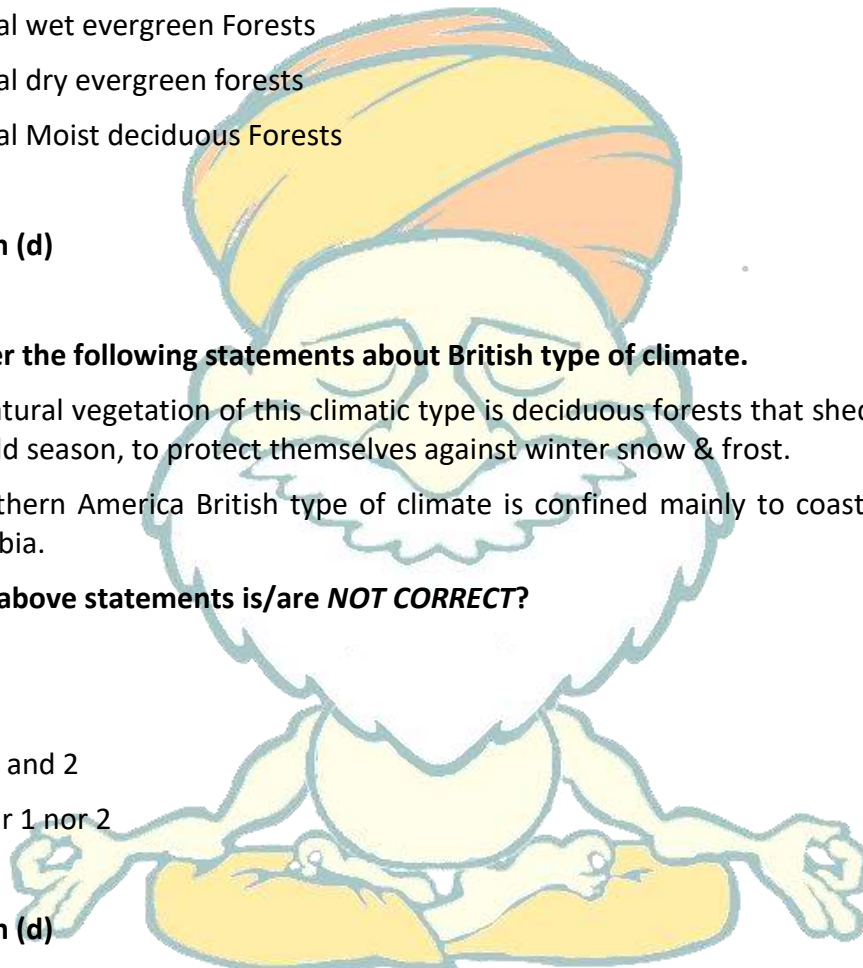 al wet evergreen Forests
al dry evergreen forests
al Moist deciduous Forests
n (d)
er the following statements about British type of climate.
atural vegetation of this climatic type is deciduous forests that shed
ld season, to protect themselves against winter snow & frost.
thern America British type of climate is confined mainly to coast
bia.
above statements is/are NOT CORRECT?
and 2
r 1 nor 2
n (d)